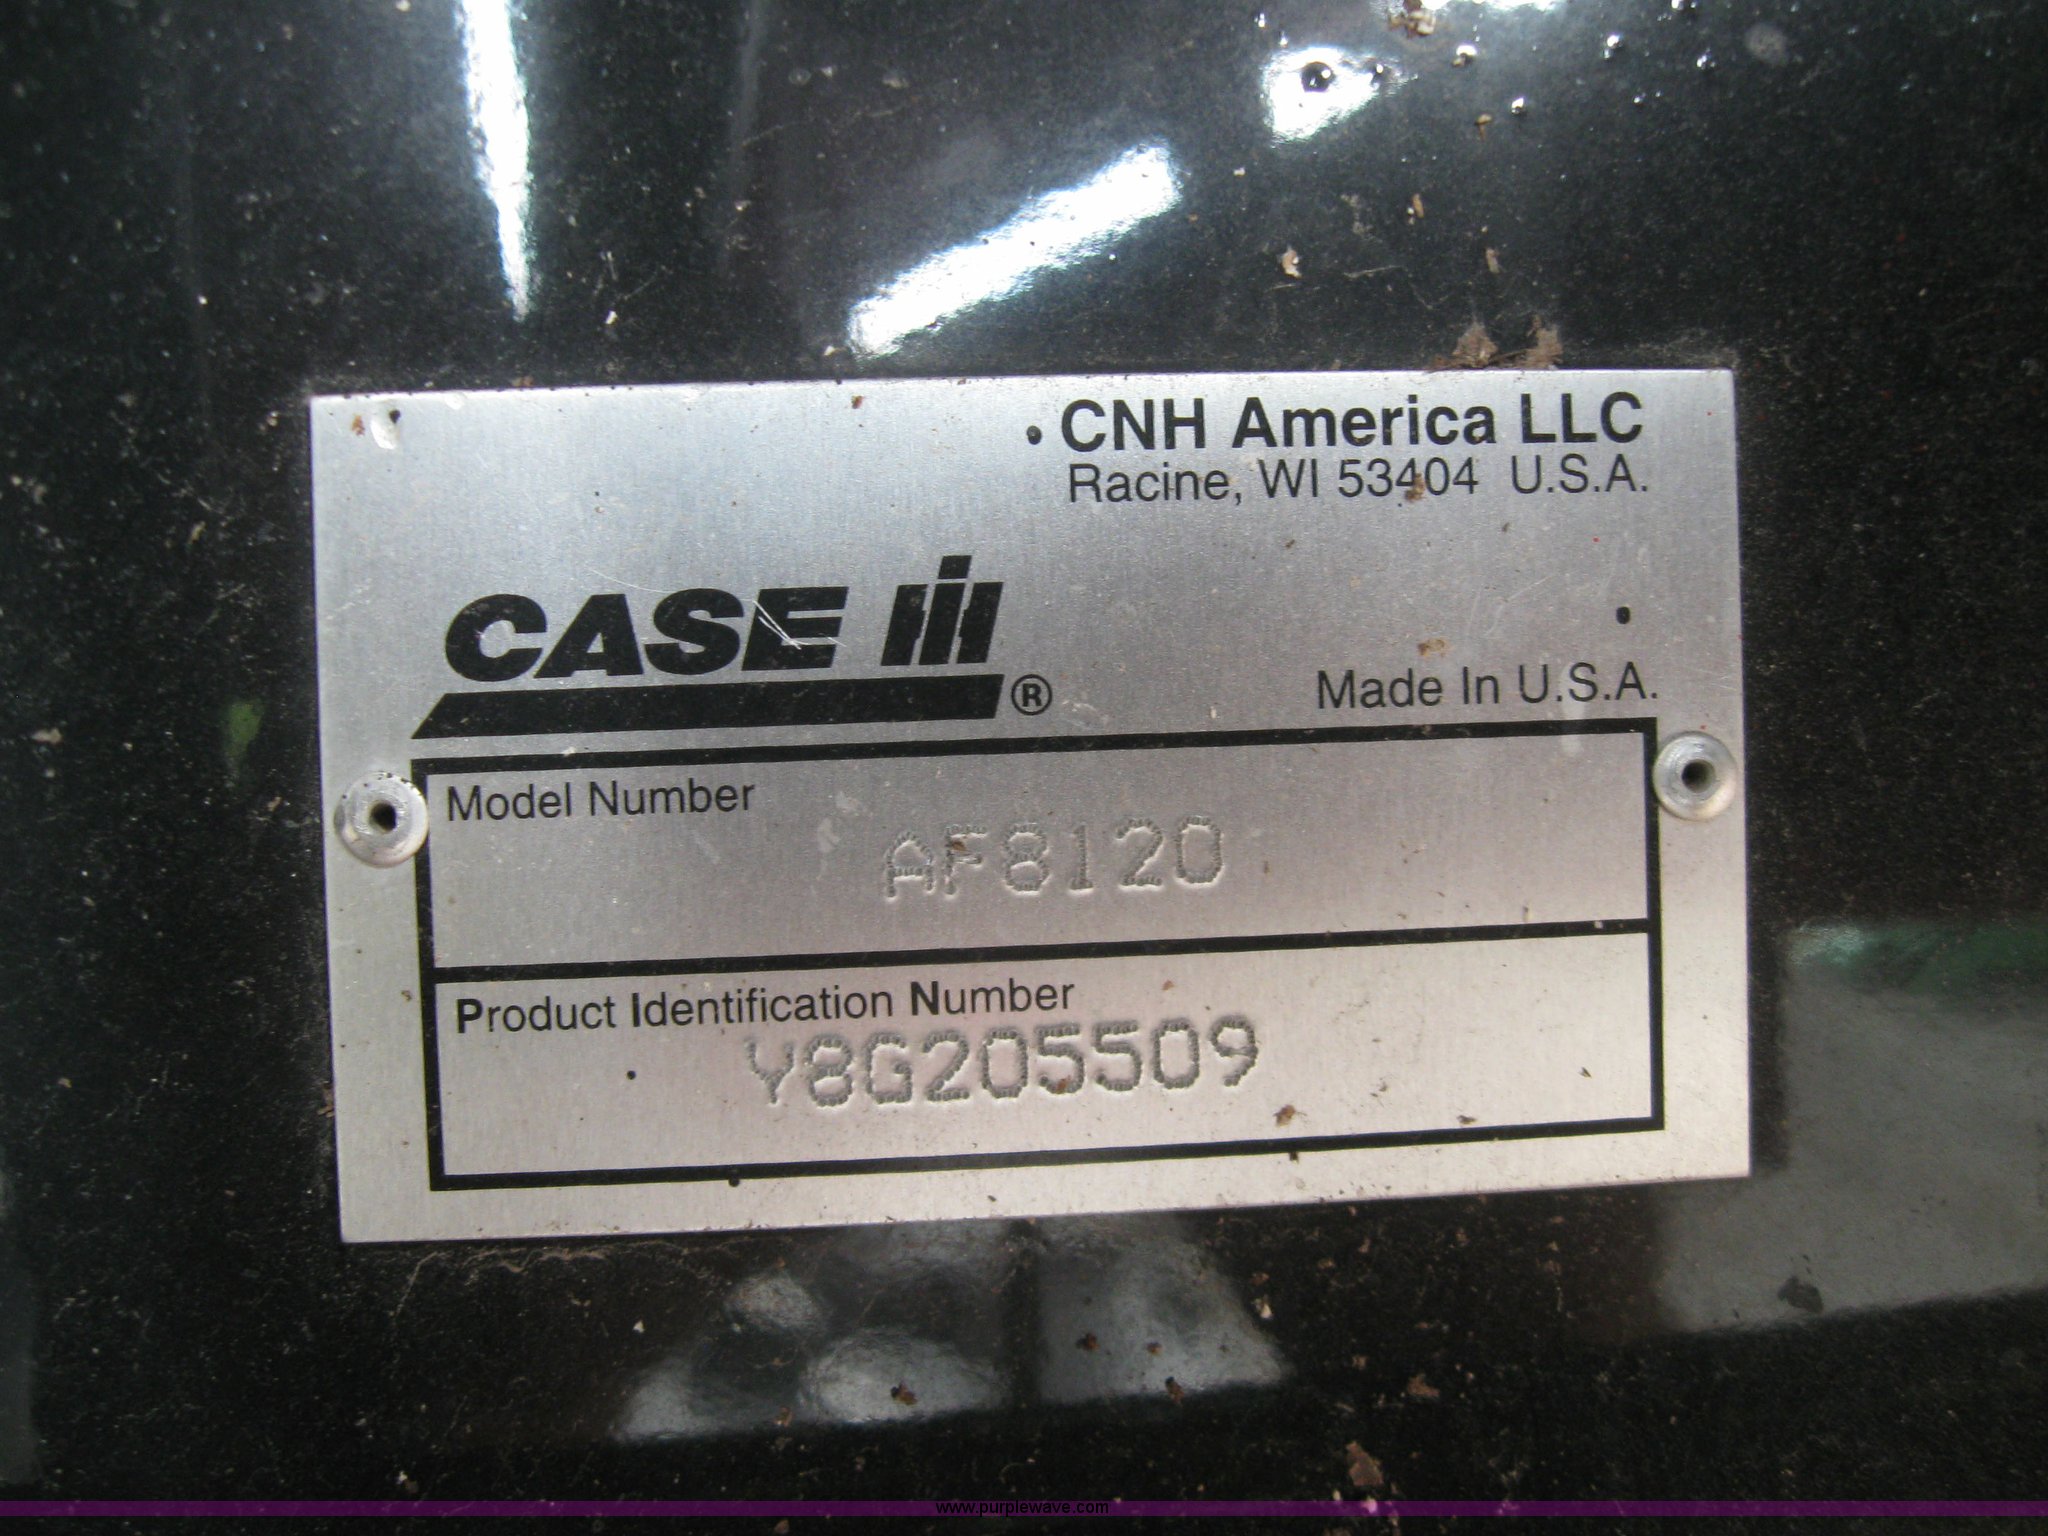 CNH America LLC
Racine, WI 53404 U.S.A.
CASE IH ®
Made In U.S.A.
Model Number
AF8120
Product Identification Number
Y8G205509
www.purplewave.com